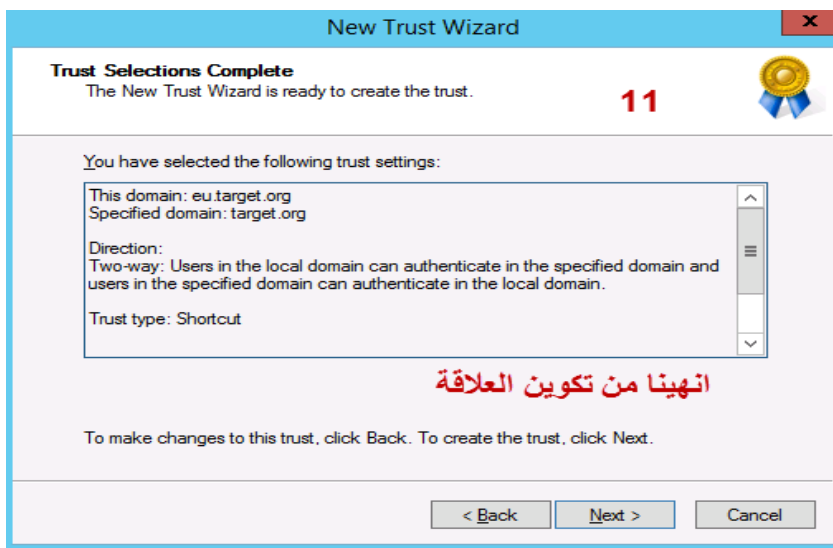 New Trust Wizard
x
Trust Selections Complete
The New Trust Wizard is ready to create the trust.
11
You have selected the following trust settings:
This domain: eu.target.org
Specified domain: target.org
Direction:
Two-way: Users in the local domain can authenticate in the specified domain and
users in the specified domain can authenticate in the local domain.
Trust type: Shortcut
انهينا من تكوين العلاقة
To make changes to this trust, click Back. To create the trust, click Next.
< Back
Next >
Cancel